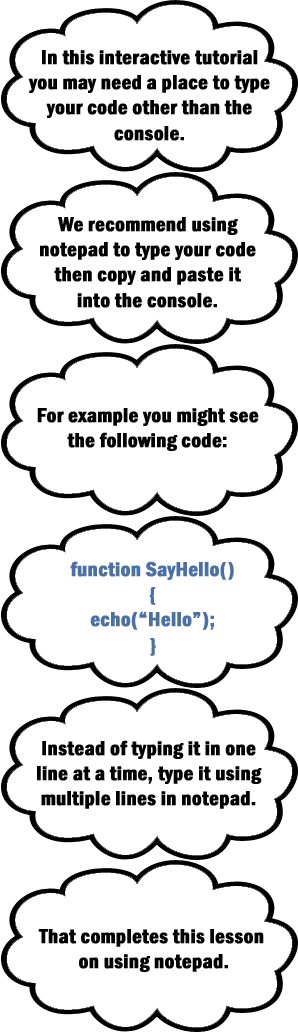 In this interactive tutorial
you may need a place to type
your code other than the
console.
We recommend using
notepad to type your code
then copy and paste it
into the console.
For example you might see
the following code:
function SayHello()
{
echo(“Hello”);
}
Instead of typing it in one
line at a time, type it using
multiple lines in notepad.
That completes this lesson
on using notepad.